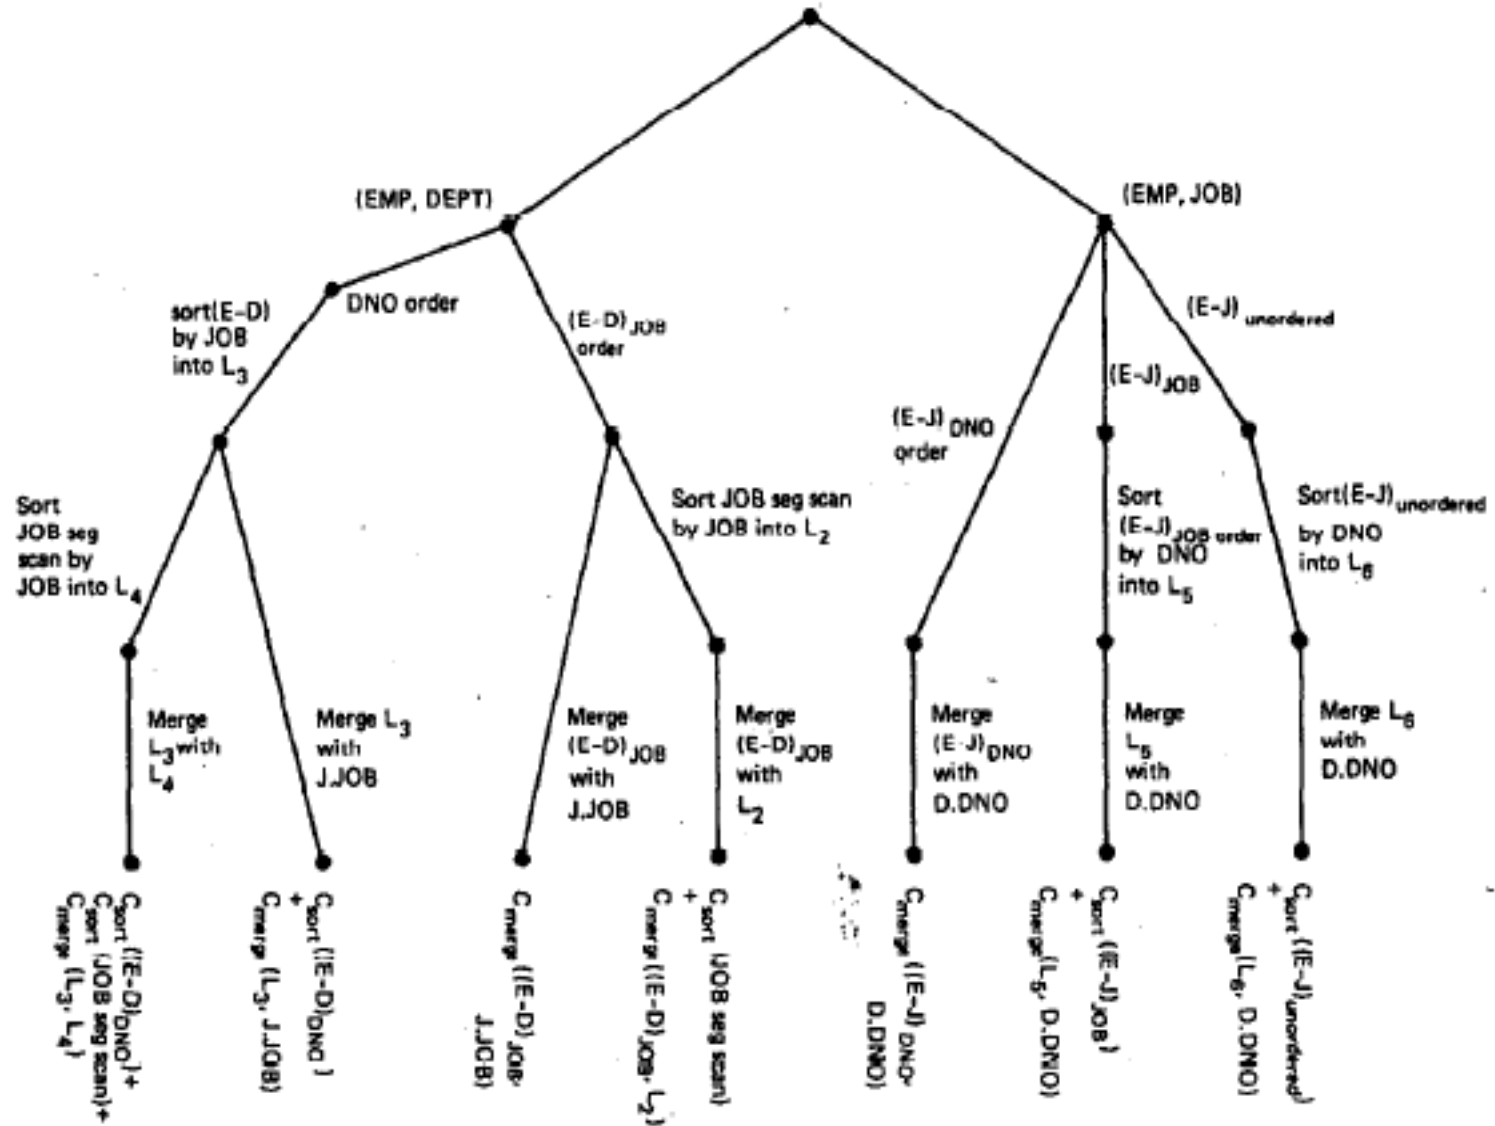 (EMP, DEPT)
(EMP, JOB)
sort(E-D)
by JOB
into L3
DNO order
(E-D)JOB
order
(E-J)unordered
(E-J)JOB
(E-J)DNO
order
Sort
JOB seg
scan by
JOB into L4
Sort JOB seg scan
by JOB into L2
Sort
(E-J)JOB order
by DNO
into L5
Sort(E-J)unordered
by DNO
into L6
Merge
L3 with
L4
Merge L3
with
J.JOB
Merge
(E-D)JOB
with
J.JOB
Merge
(E-D)JOB
with
L2
Merge
(E-J)DNO
with
D.DNO
Merge
L5
with
D.DNO
Merge L6
with
D.DNO
Csort((E-D)DNO)+
Csort(JOB seg scan)+
Cmerge(L3, L4)
Csort((E-D)DNO)
+
Cmerge(L3, J.JOB)
Cmerge((E-D)JOB,
J.JOB)
Csort(JOB seg scan)
+
Cmerge((E-D)JOB, L2)
Cmerge((E-J)DNO,
D.DNO)
Csort((E-J)JOB)
+
Cmerge(L5, D.DNO)
Csort((E-J)unordered)
+
Cmerge(L6, D.DNO)